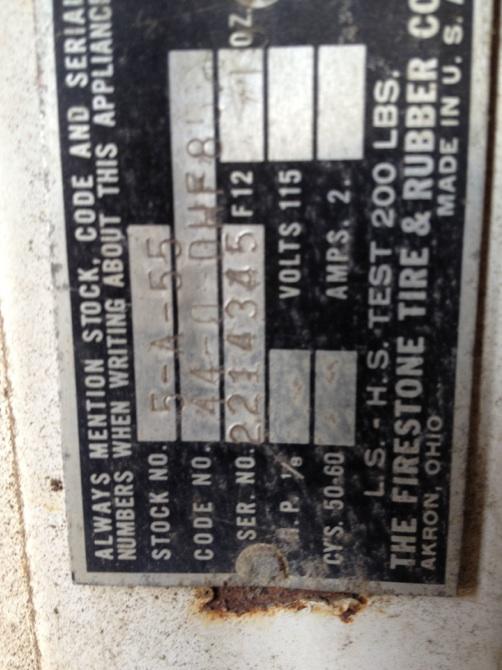 ALWAYS MENTION STOCK, CODE AND SERIAL
NUMBERS WHEN WRITING ABOUT THIS APPLIANCE
STOCK NO. 5-A-55
CODE NO.
SER. NO. 2214345 F12 OZ.
H.P. 1/8 VOLTS 115
CYS. 50-60 AMPS. 2.
L.S. - H.S. TEST 200 LBS.
THE FIRESTONE TIRE & RUBBER CO
AKRON, OHIO MADE IN U. S. A